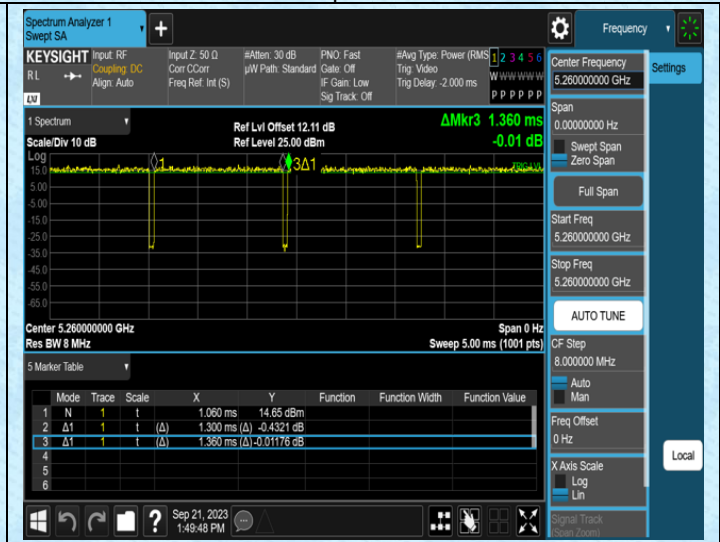 Spectrum Analyzer 1
Swept SA
+
Frequency
KEYSIGHT
RL
LXI
Input: RF
Coupling: DC
Align: Auto
Input Z: 50 Ω
Corr CCorr
Freq Ref: Int (S)
#Atten: 30 dB
µW Path: Standard
PNO: Fast
Gate: Off
IF Gain: Low
Sig Track: Off
#Avg Type: Power (RMS
Trig: Video
Trig Delay: -2.000 ms
1 2 3 4 5 6
W W W W W W
P P P P P P
1 Spectrum
Scale/Div 10 dB
Ref Lvl Offset 12.11 dB
Ref Level 25.00 dBm
ΔMkr3 1.360 ms
-0.01 dB
Log
15.0
5.00
-5.00
-15.0
-25.0
-35.0
-45.0
-55.0
-65.0
1
3Δ1
TRIG LVL
Center 5.260000000 GHz
Res BW 8 MHz
Span 0 Hz
Sweep 5.00 ms (1001 pts)
5 Marker Table
Mode Trace Scale X Y Function Function Width Function Value
1 N 1 t 1.060 ms 14.65 dBm
2 Δ1 1 t (Δ) 1.300 ms (Δ) -0.4321 dB
3 Δ1 1 t (Δ) 1.360 ms (Δ) -0.01176 dB
4
5
6
Sep 21, 2023
1:49:48 PM
?
Center Frequency
5.260000000 GHz
Span
0.00000000 Hz
Swept Span
Zero Span
Full Span
Start Freq
5.260000000 GHz
Stop Freq
5.260000000 GHz
AUTO TUNE
CF Step
8.000000 MHz
Auto
Man
Freq Offset
0 Hz
X Axis Scale
Log
Lin
Signal Track
(Span Zoom)
Settings
Local